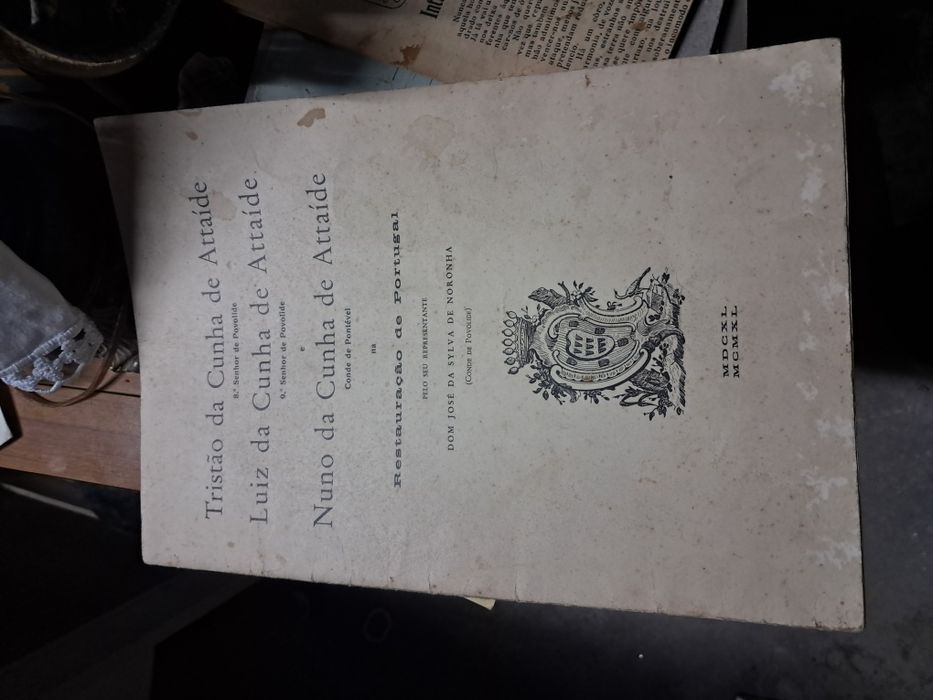 Tristão da Cunha de Attaíde
8.º Senhor de Povolide
Luiz da Cunha de Attaíde
9.º Senhor de Povolide
e
Nuno da Cunha de Attaíde
Conde de Pontével
na
Restauração de Portugal
PELO SEU REPRESENTANTE
DOM JOSÉ DA SYLVA DE NORONHA
(CONDE DE POVOLIDE)
MDCXL
MCMXL